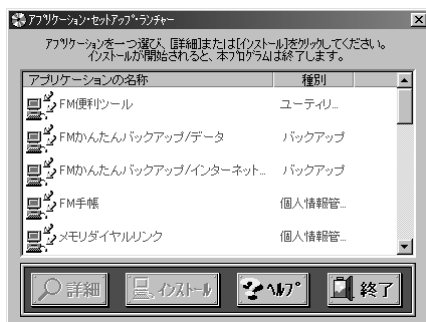 アプリケーション・セットアップ・ランチャー
アプリケーションを一つ選び、[詳細]または[インストール]をクリックしてください。
インストールが開始されると、本プログラムは終了します。
アプリケーションの名称 種別
FM便利ツール ユーティリ...
FMかんたんバックアップ/データ バックアップ
FMかんたんバックアップ/インターネット... バックアップ
FM手帳 個人情報管...
メモリダイヤルリンク 個人情報管...
詳細 インストール ヘルプ 終了